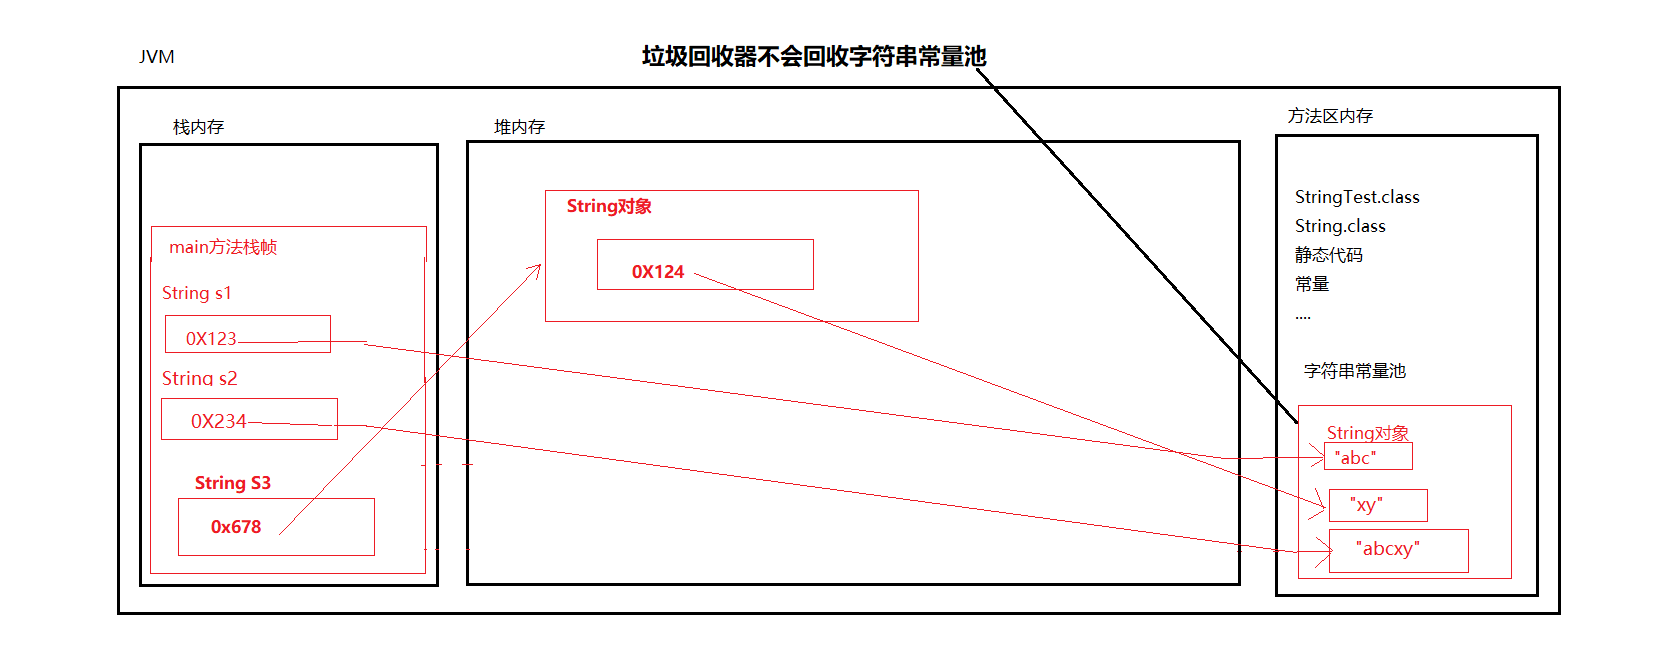 JVM
垃圾回收器不会回收字符串常量池
栈内存
main方法栈帧
String s1
0X123
String s2
0X234
String S3
0x678
堆内存
String对象
0X124
方法区内存
StringTest.class
String.class
静态代码
常量
....
字符串常量池
String对象
"abc"
"xy"
"abcxy"